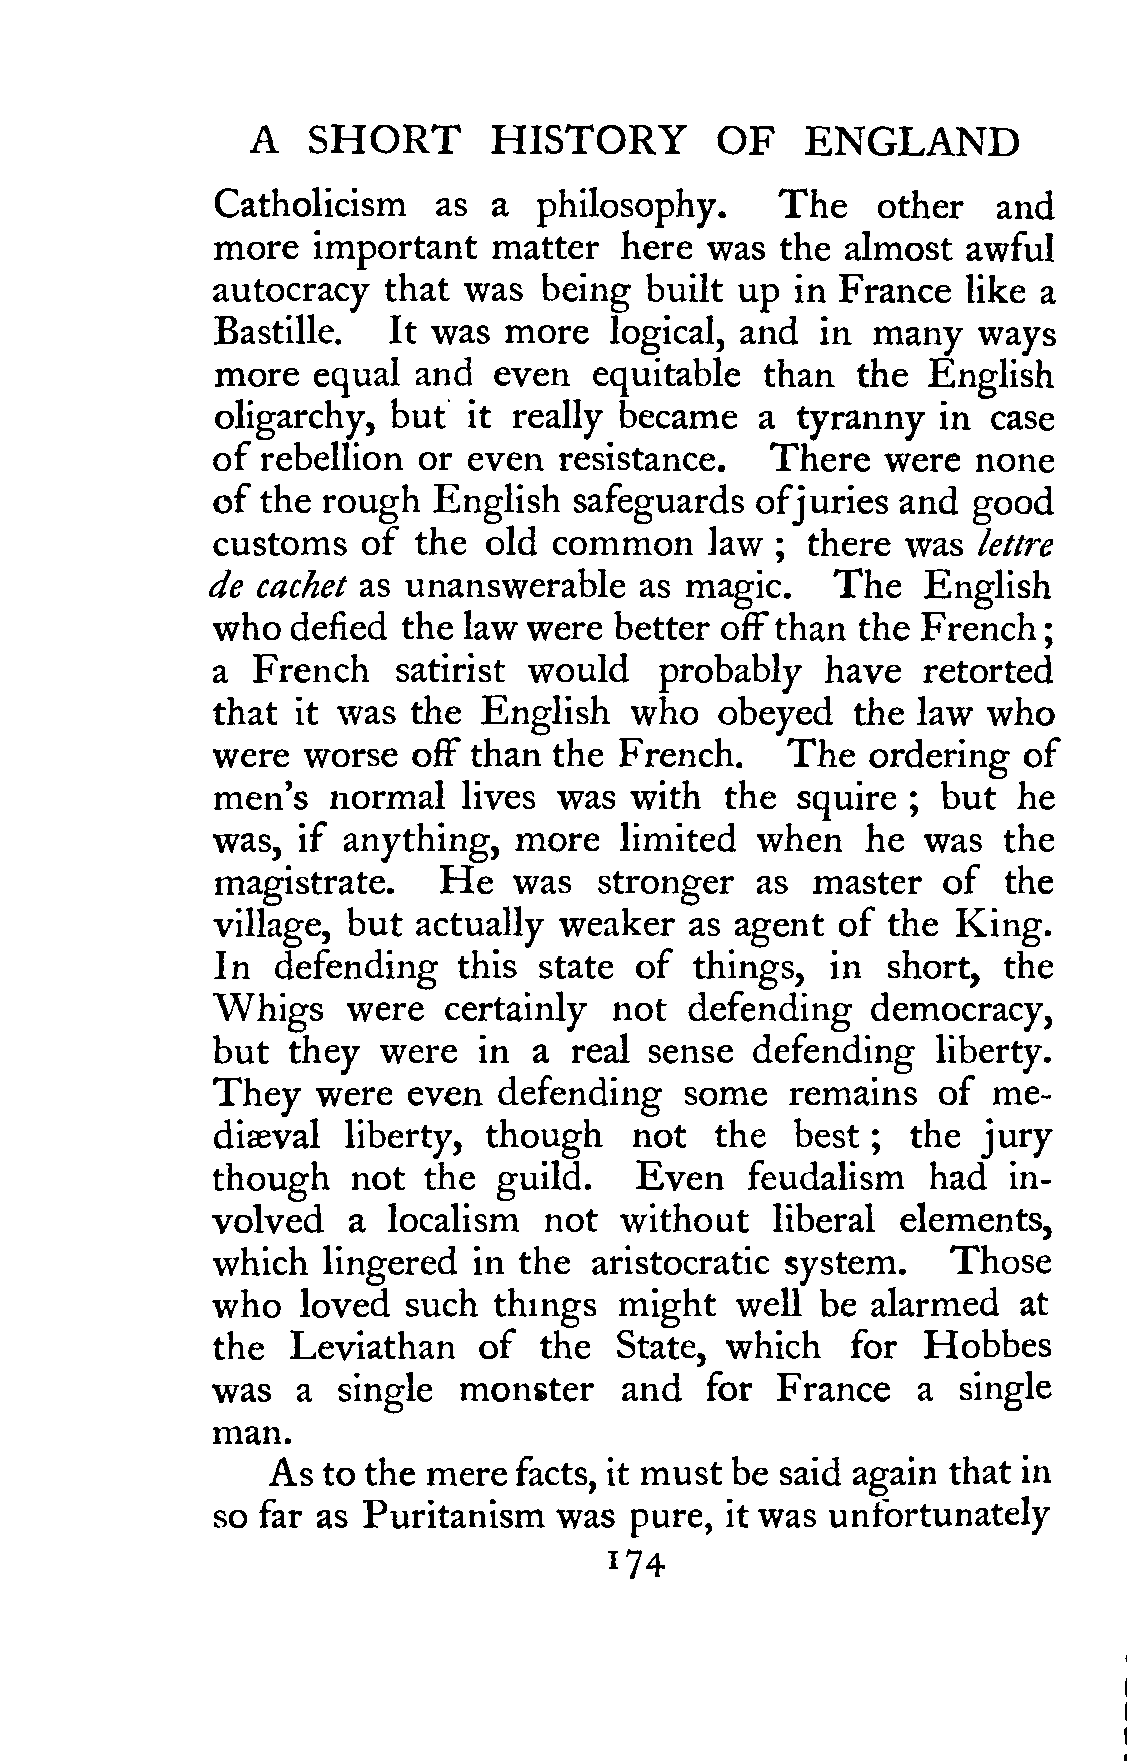 A SHORT HISTORY OF ENGLAND
Catholicism as a philosophy. The other and
more important matter here was the almost awful
autocracy that was being built up in France like a
Bastille. It was more logical, and in many ways
more equal and even equitable than the English
oligarchy, but it really became a tyranny in case
of rebellion or even resistance. There were none
of the rough English safeguards of juries and good
customs of the old common law ; there was lettre
de cachet as unanswerable as magic. The English
who defied the law were better off than the French ;
a French satirist would probably have retorted
that it was the English who obeyed the law who
were worse off than the French. The ordering of
men's normal lives was with the squire ; but he
was, if anything, more limited when he was the
magistrate. He was stronger as master of the
village, but actually weaker as agent of the King.
In defending this state of things, in short, the
Whigs were certainly not defending democracy,
but they were in a real sense defending liberty.
They were even defending some remains of me-
diæval liberty, though not the best ; the jury
though not the guild. Even feudalism had in-
volved a localism not without liberal elements,
which lingered in the aristocratic system. Those
who loved such things might well be alarmed at
the Leviathan of the State, which for Hobbes
was a single monster and for France a single
man.
As to the mere facts, it must be said again that in
so far as Puritanism was pure, it was unfortunately
174